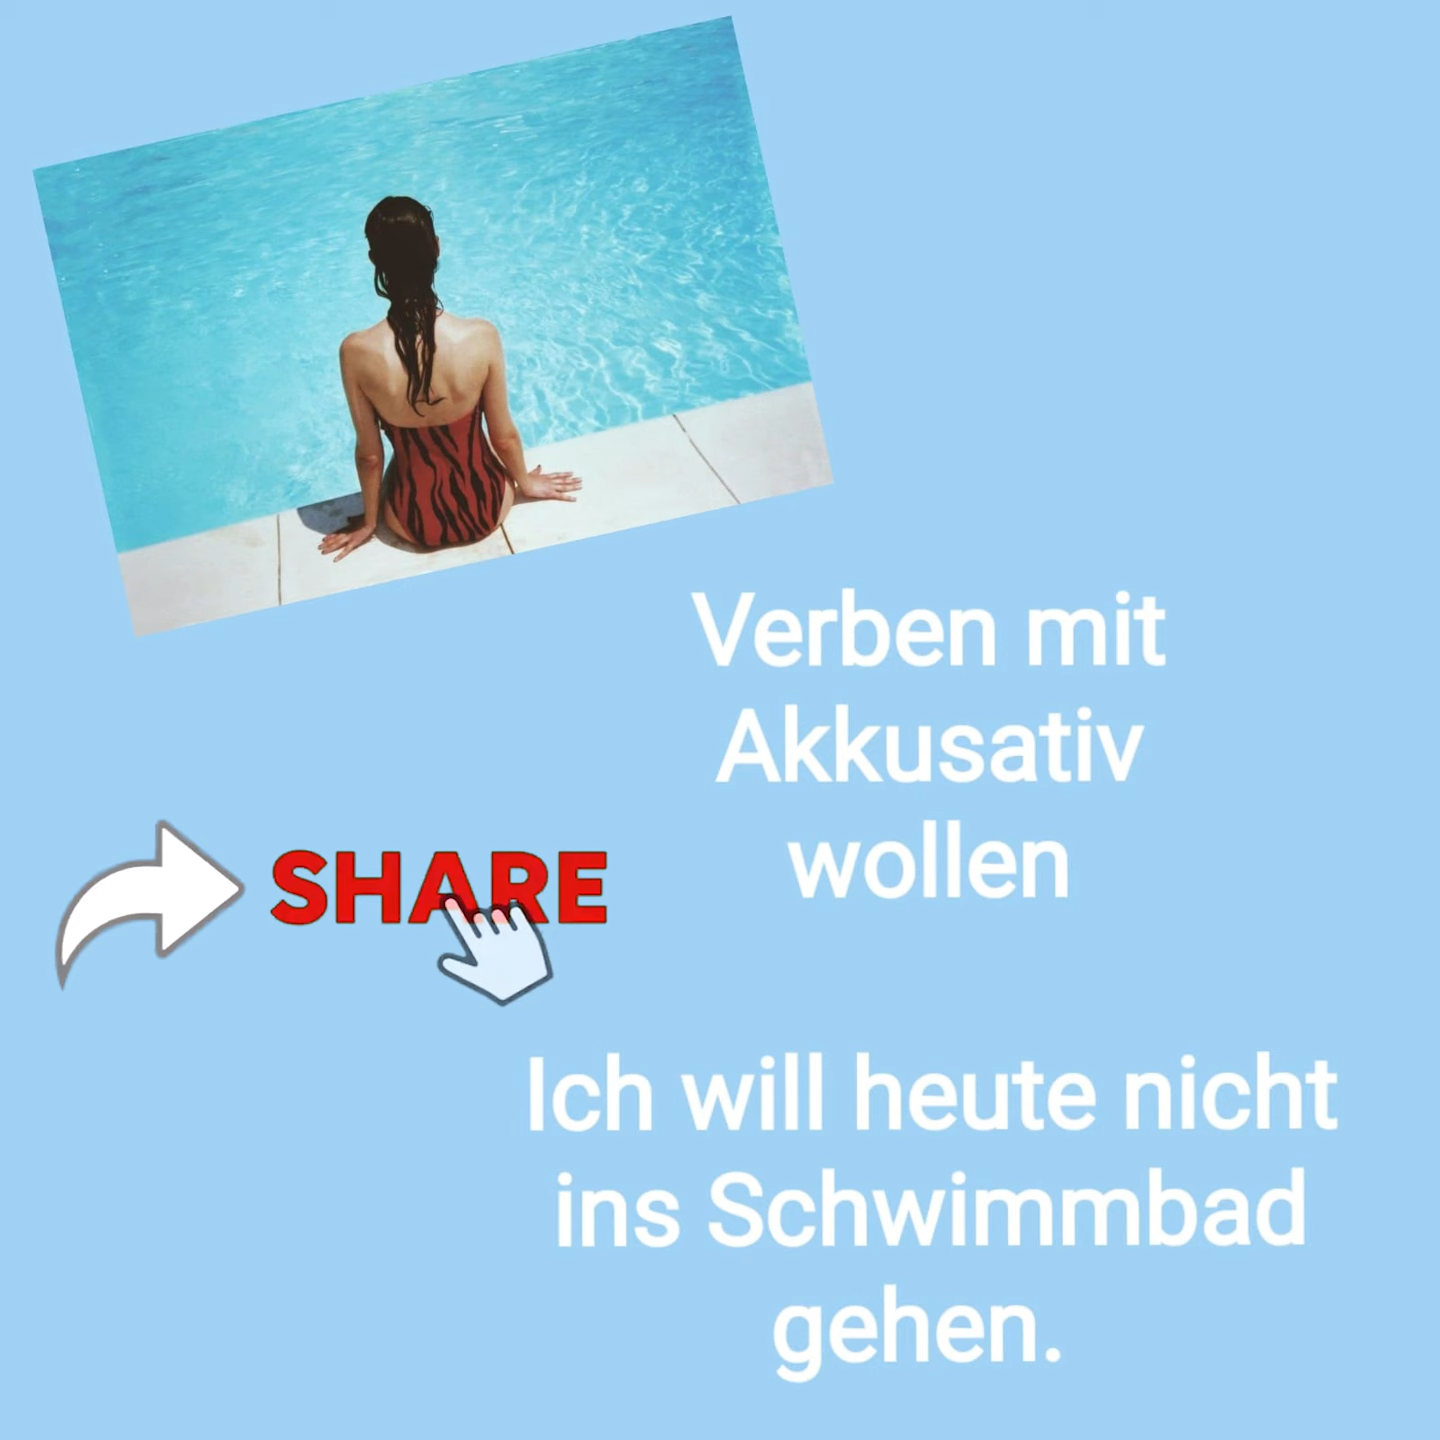 Verben mit
Akkusativ
wollen
SHARE
Ich will heute nicht
ins Schwimmbad
gehen.